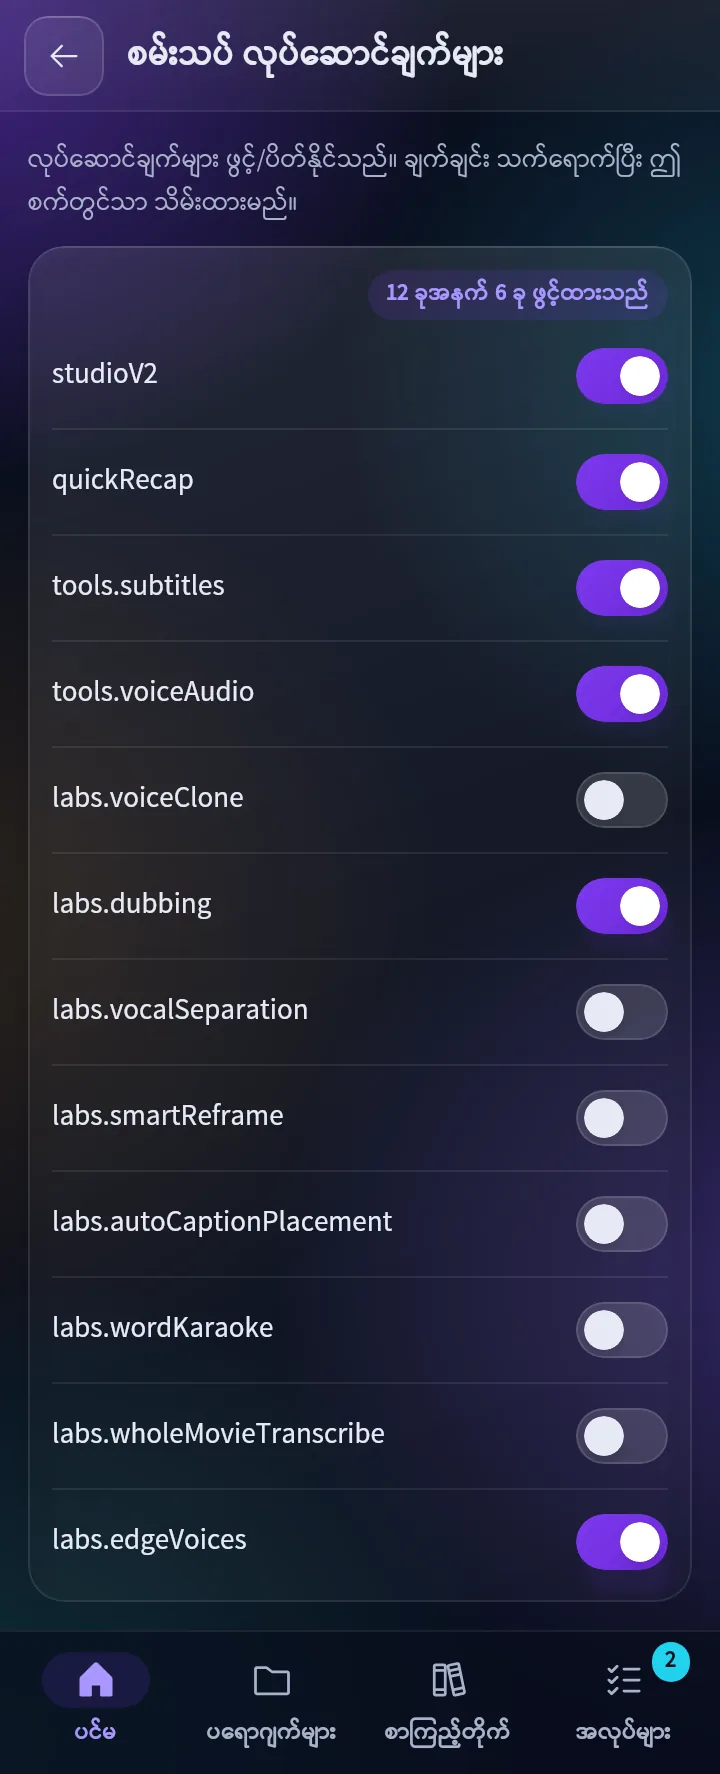 စမ်းသပ် လုပ်ဆောင်ချက်များ
လုပ်ဆောင်ချက်များ ဖွင့်/ပိတ်နိုင်သည်။ ချက်ချင်း သက်ရောက်ပြီး ဤ
စက်တွင်သာ သိမ်းထားမည်။
12 ခုအနက် 6 ခု ဖွင့်ထားသည်
studioV2
quickRecap
tools.subtitles
tools.voiceAudio
labs.voiceClone
labs.dubbing
labs.vocalSeparation
labs.smartReframe
labs.autoCaptionPlacement
labs.wordKaraoke
labs.wholeMovieTranscribe
labs.edgeVoices
2
ပင်မ
ပရောဂျက်များ
စာကြည့်တိုက်
အလုပ်များ